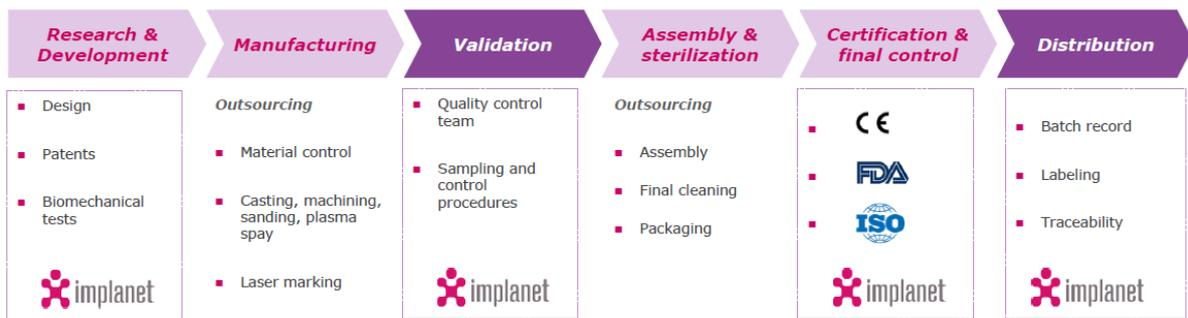 Research &
Development
Manufacturing
Validation
Assembly &
sterilization
Certification &
final control
Distribution
Design
Patents
Biomechanical
tests
implanet
Outsourcing
Material control
Casting, machining,
sanding, plasma
spay
Laser marking
Quality control
team
Sampling and
control
procedures
implanet
Outsourcing
Assembly
Final cleaning
Packaging
CE
FDA
ISO
implanet
Batch record
Labeling
Traceability
implanet